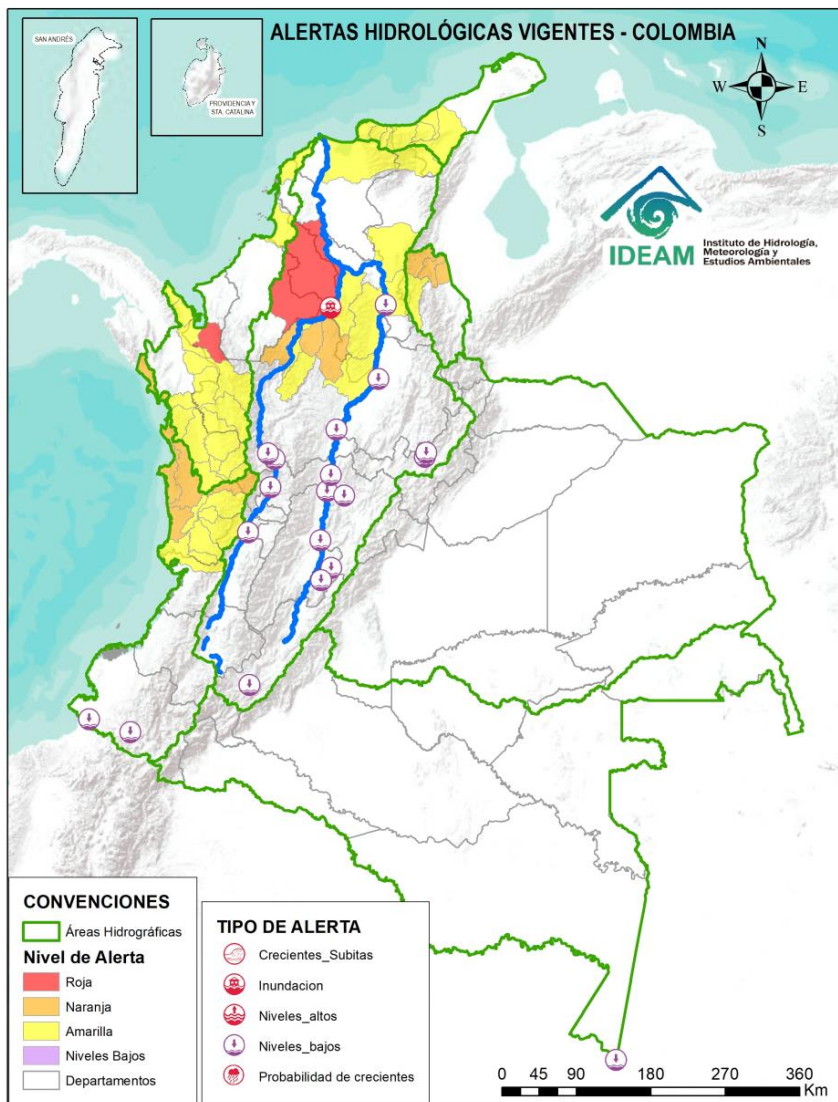 ALERTAS HIDROLÓGICAS VIGENTES - COLOMBIA
SAN ANDRÉS
PROVIDENCIA Y
STA. CATALINA
N
W
E
S
IDEAM
Instituto de Hidrología,
Meteorología y
Estudios Ambientales
CONVENCIONES
Áreas Hidrográficas
Nivel de Alerta
Roja
Naranja
Amarilla
Niveles Bajos
Departamentos
TIPO DE ALERTA
Crecientes_Subitas
Inundacion
Niveles_altos
Niveles_bajos
Probabilidad de crecientes
0 45 90 180 270 360
Km